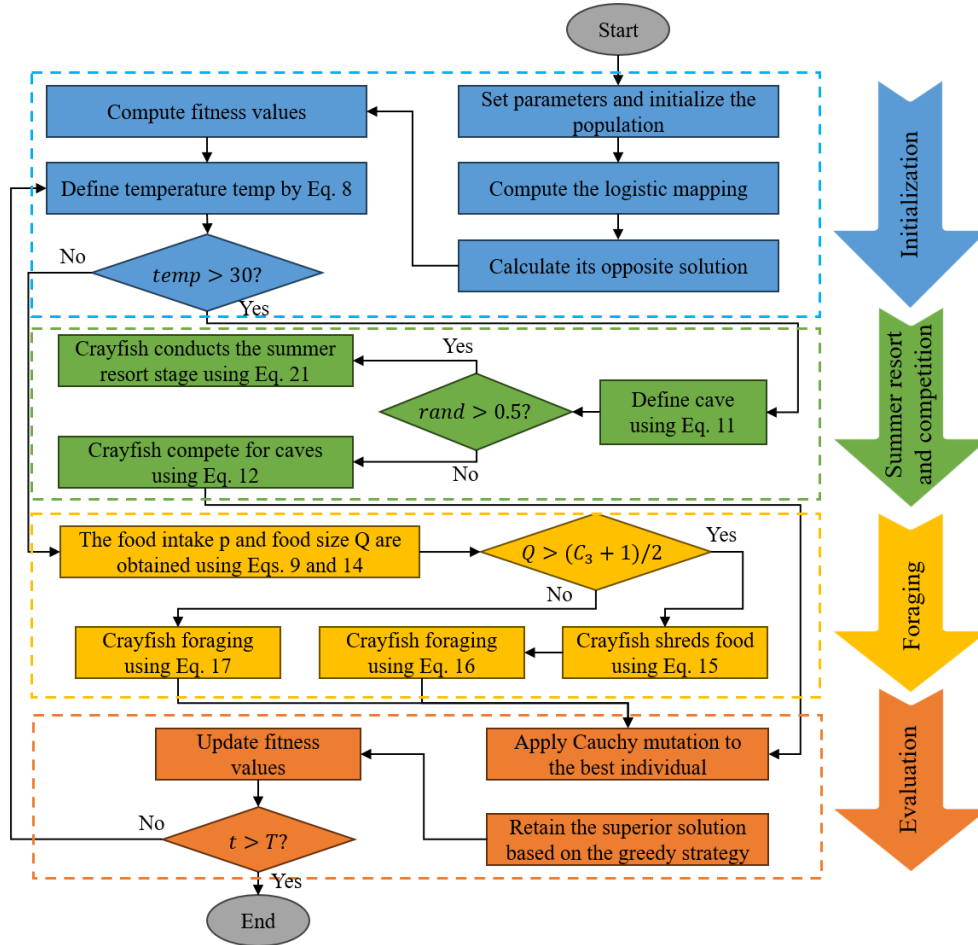 Start
Set parameters and initialize the
population
Compute the logistic mapping
Calculate its opposite solution
Compute fitness values
Define temperature temp by Eq. 8
temp > 30?
No
Yes
Initialization
Define cave
using Eq. 11
rand > 0.5?
Yes
No
Crayfish conducts the summer
resort stage using Eq. 21
Crayfish compete for caves
using Eq. 12
Summer resort
and competition
The food intake p and food size Q are
obtained using Eqs. 9 and 14
Q > (C₃ + 1)/2
Yes
No
Crayfish foraging
using Eq. 17
Crayfish foraging
using Eq. 16
Crayfish shreds food
using Eq. 15
Foraging
Apply Cauchy mutation to
the best individual
Retain the superior solution
based on the greedy strategy
Update fitness
values
t > T?
No
Yes
Evaluation
End